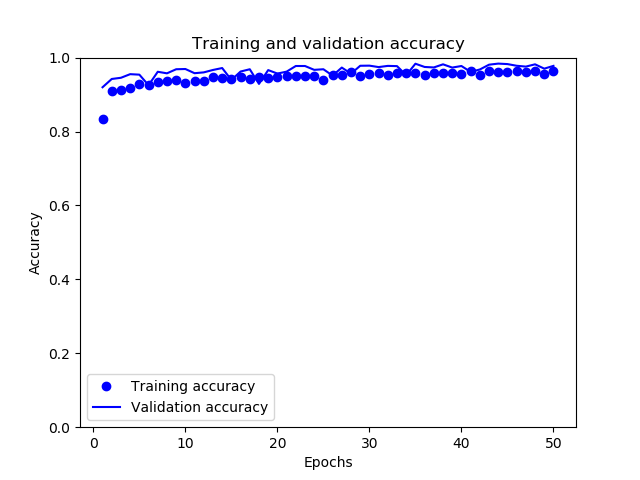 Training and validation accuracy
1.0
0.8
0.6
0.4
0.2
0.0
Accuracy
Training accuracy
Validation accuracy
0 10 20 30 40 50
Epochs